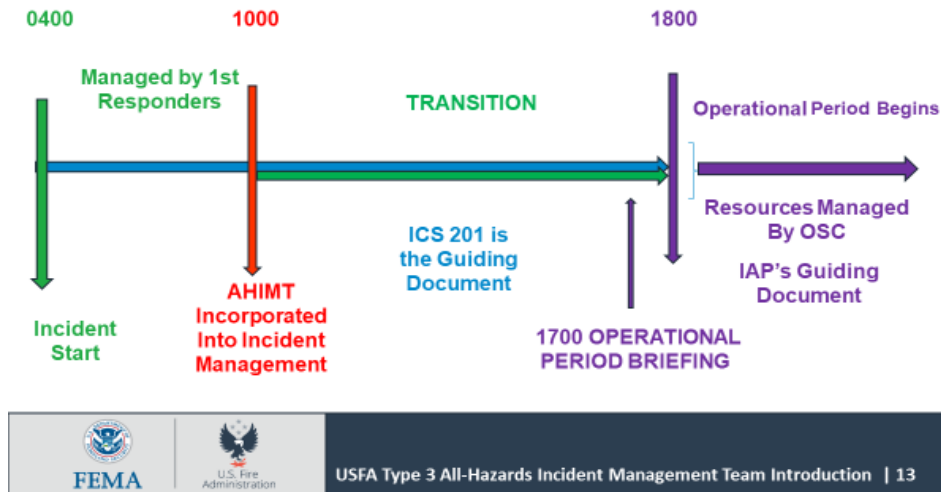 0400
1000
1800
Managed by 1st
Responders
TRANSITION
Operational Period Begins
ICS 201 is
the Guiding
Document
Resources Managed
By OSC
IAP's Guiding
Document
Incident
Start
AHIMT
Incorporated
Into Incident
Management
1700 OPERATIONAL
PERIOD BRIEFING
FEMA
U.S. Fire
Administration
USFA Type 3 All-Hazards Incident Management Team Introduction | 13